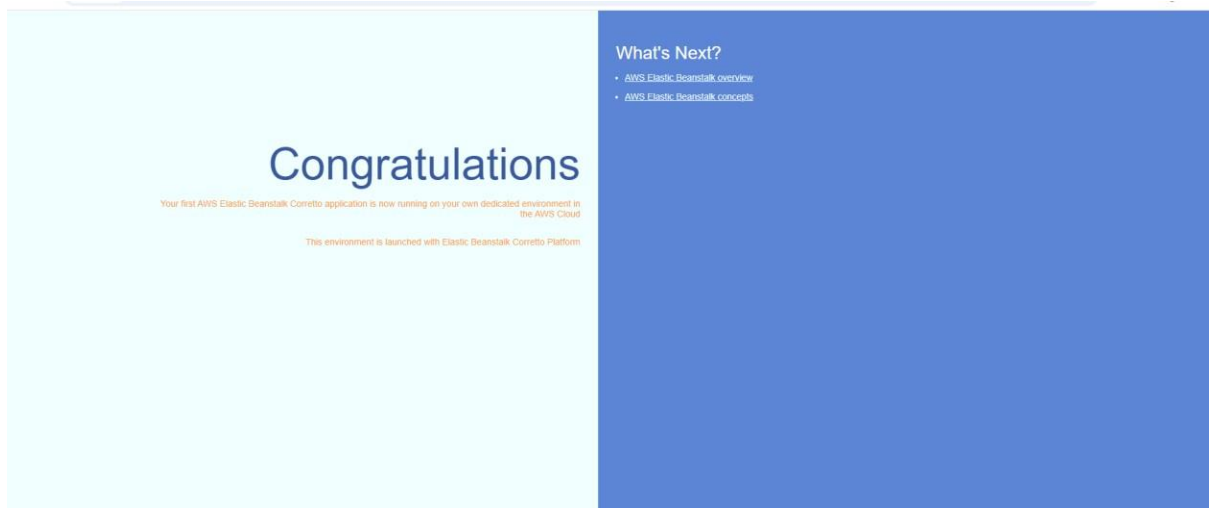 Congratulations
Your first AWS Elastic Beanstalk Corretto application is now running on your own dedicated environment in
the AWS Cloud
This environment is launched with Elastic Beanstalk Corretto Platform
What's Next?
AWS Elastic Beanstalk overview
AWS Elastic Beanstalk concepts